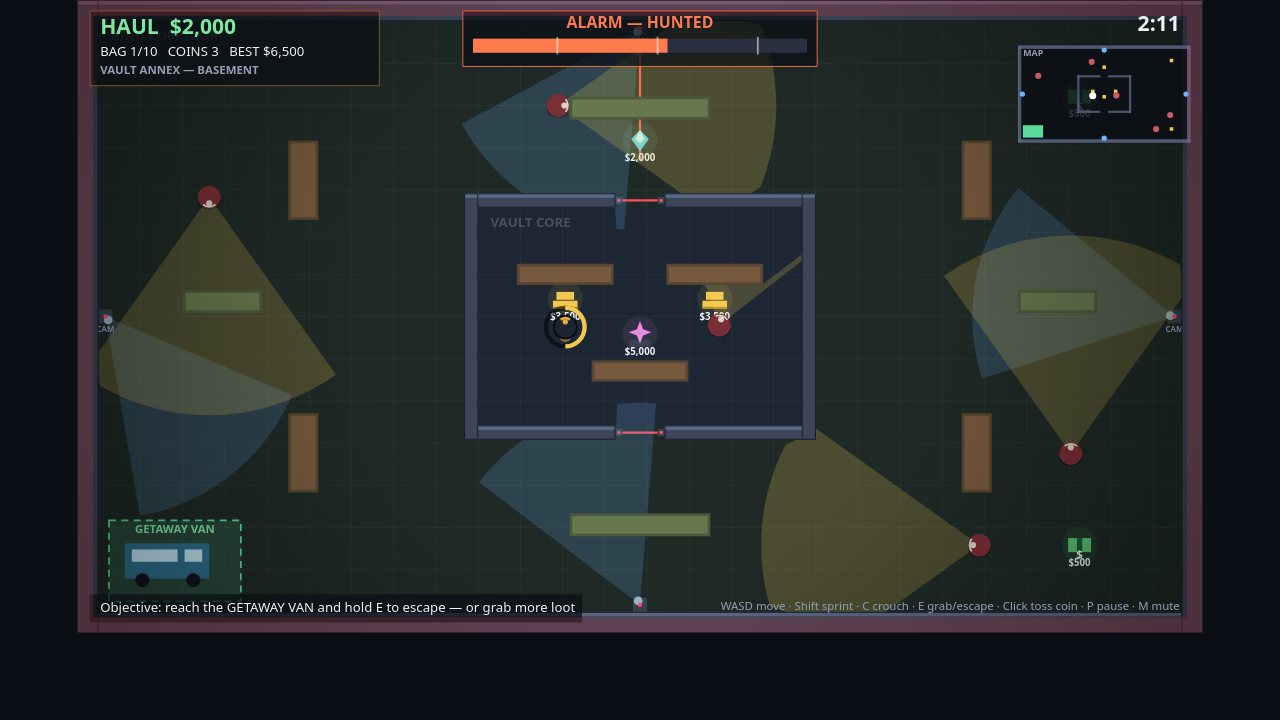 HAUL $2,000
BAG 1/10 COINS 3 BEST $6,500
VAULT ANNEX — BASEMENT
ALARM — HUNTED
2:11
MAP
$500
$2,000
VAULT CORE
$5,000
CAM
CAM
GETAWAY VAN
$
$500
Objective: reach the GETAWAY VAN and hold E to escape — or grab more loot
WASD move · Shift sprint · C crouch · E grab/escape · Click toss coin · P pause · M mute